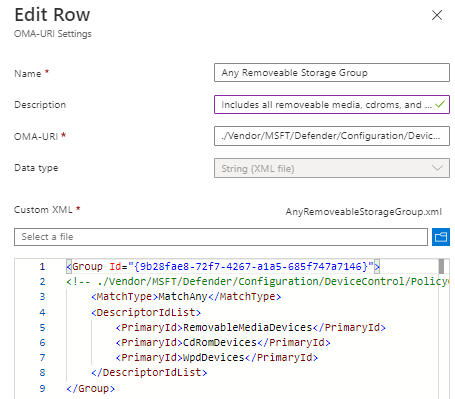 Edit Row
OMA-URI Settings
Name *
Any Removeable Storage Group
Description
Includes all removeable media, cdroms, and ...
OMA-URI *
./Vendor/MSFT/Defender/Configuration/Devic...
Data type
String (XML file)
Custom XML *
AnyRemoveableStorageGroup.xml
Select a file
1 <Group Id="{9b28fae8-72f7-4267-a1a5-685f747a7146}">
2 <!-- ./Vendor/MSFT/Defender/Configuration/DeviceControl/Policy
3 <MatchType>MatchAny</MatchType>
4 <DescriptorIdList>
5 <PrimaryId>RemovableMediaDevices</PrimaryId>
6 <PrimaryId>CdRomDevices</PrimaryId>
7 <PrimaryId>WpdDevices</PrimaryId>
8 </DescriptorIdList>
9 </Group>